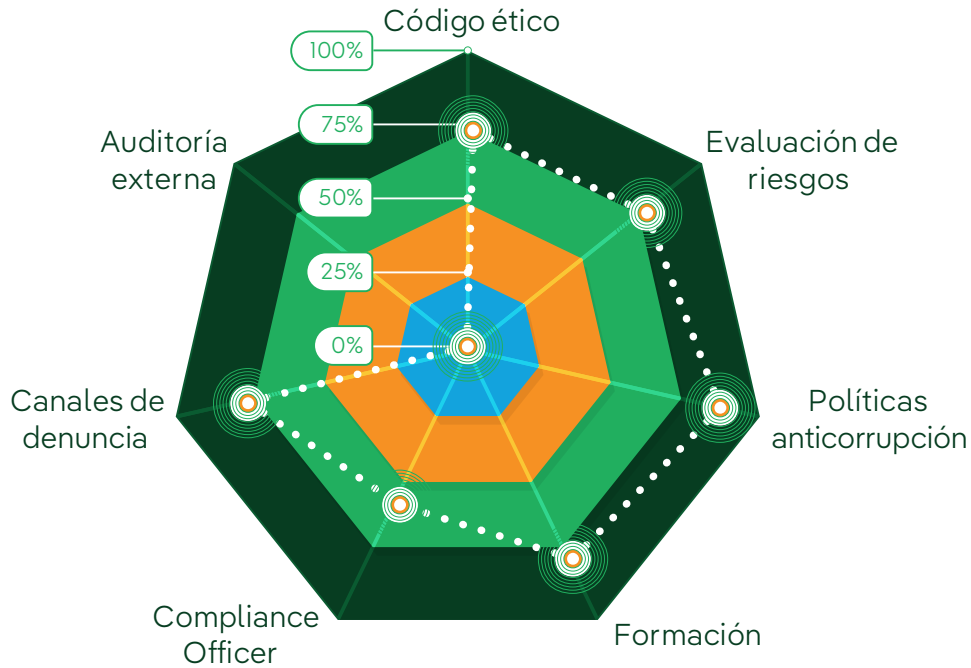 Código ético
100%
75%
50%
25%
0%
Evaluación de
riesgos
Políticas
anticorrupción
Formación
Compliance
Officer
Canales de
denuncia
Auditoría
externa